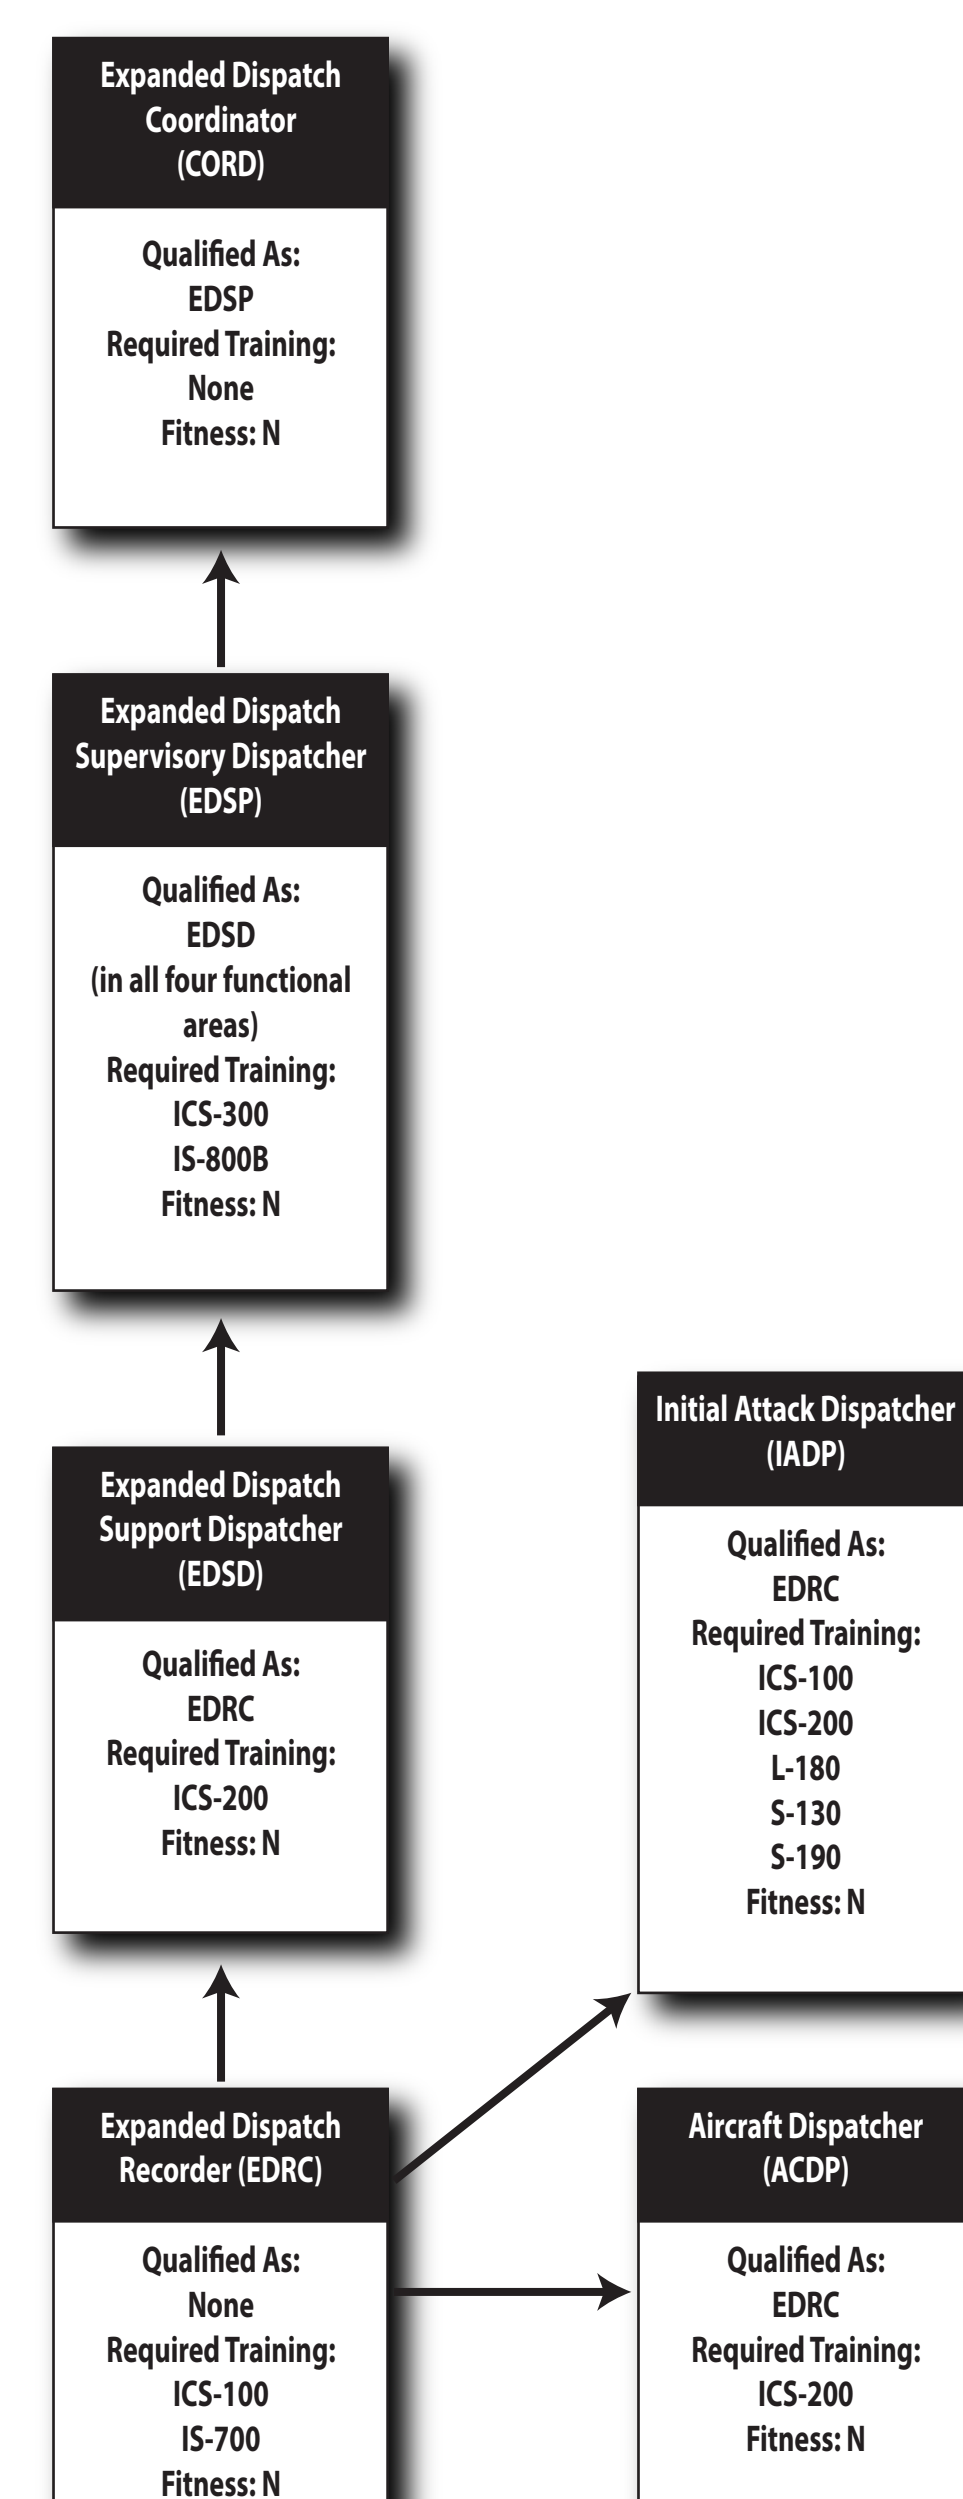 Expanded Dispatch
Coordinator
(CORD)
Qualified As:
EDSP
Required Training:
None
Fitness: N
Expanded Dispatch
Supervisory Dispatcher
(EDSP)
Qualified As:
EDSD
(in all four functional
areas)
Required Training:
ICS-300
IS-800B
Fitness: N
Expanded Dispatch
Support Dispatcher
(EDSD)
Qualified As:
EDRC
Required Training:
ICS-200
Fitness: N
Initial Attack Dispatcher
(IADP)
Qualified As:
EDRC
Required Training:
ICS-100
ICS-200
L-180
S-130
S-190
Fitness: N
Expanded Dispatch
Recorder (EDRC)
Qualified As:
None
Required Training:
ICS-100
IS-700
Fitness: N
Aircraft Dispatcher
(ACDP)
Qualified As:
EDRC
Required Training:
ICS-200
Fitness: N